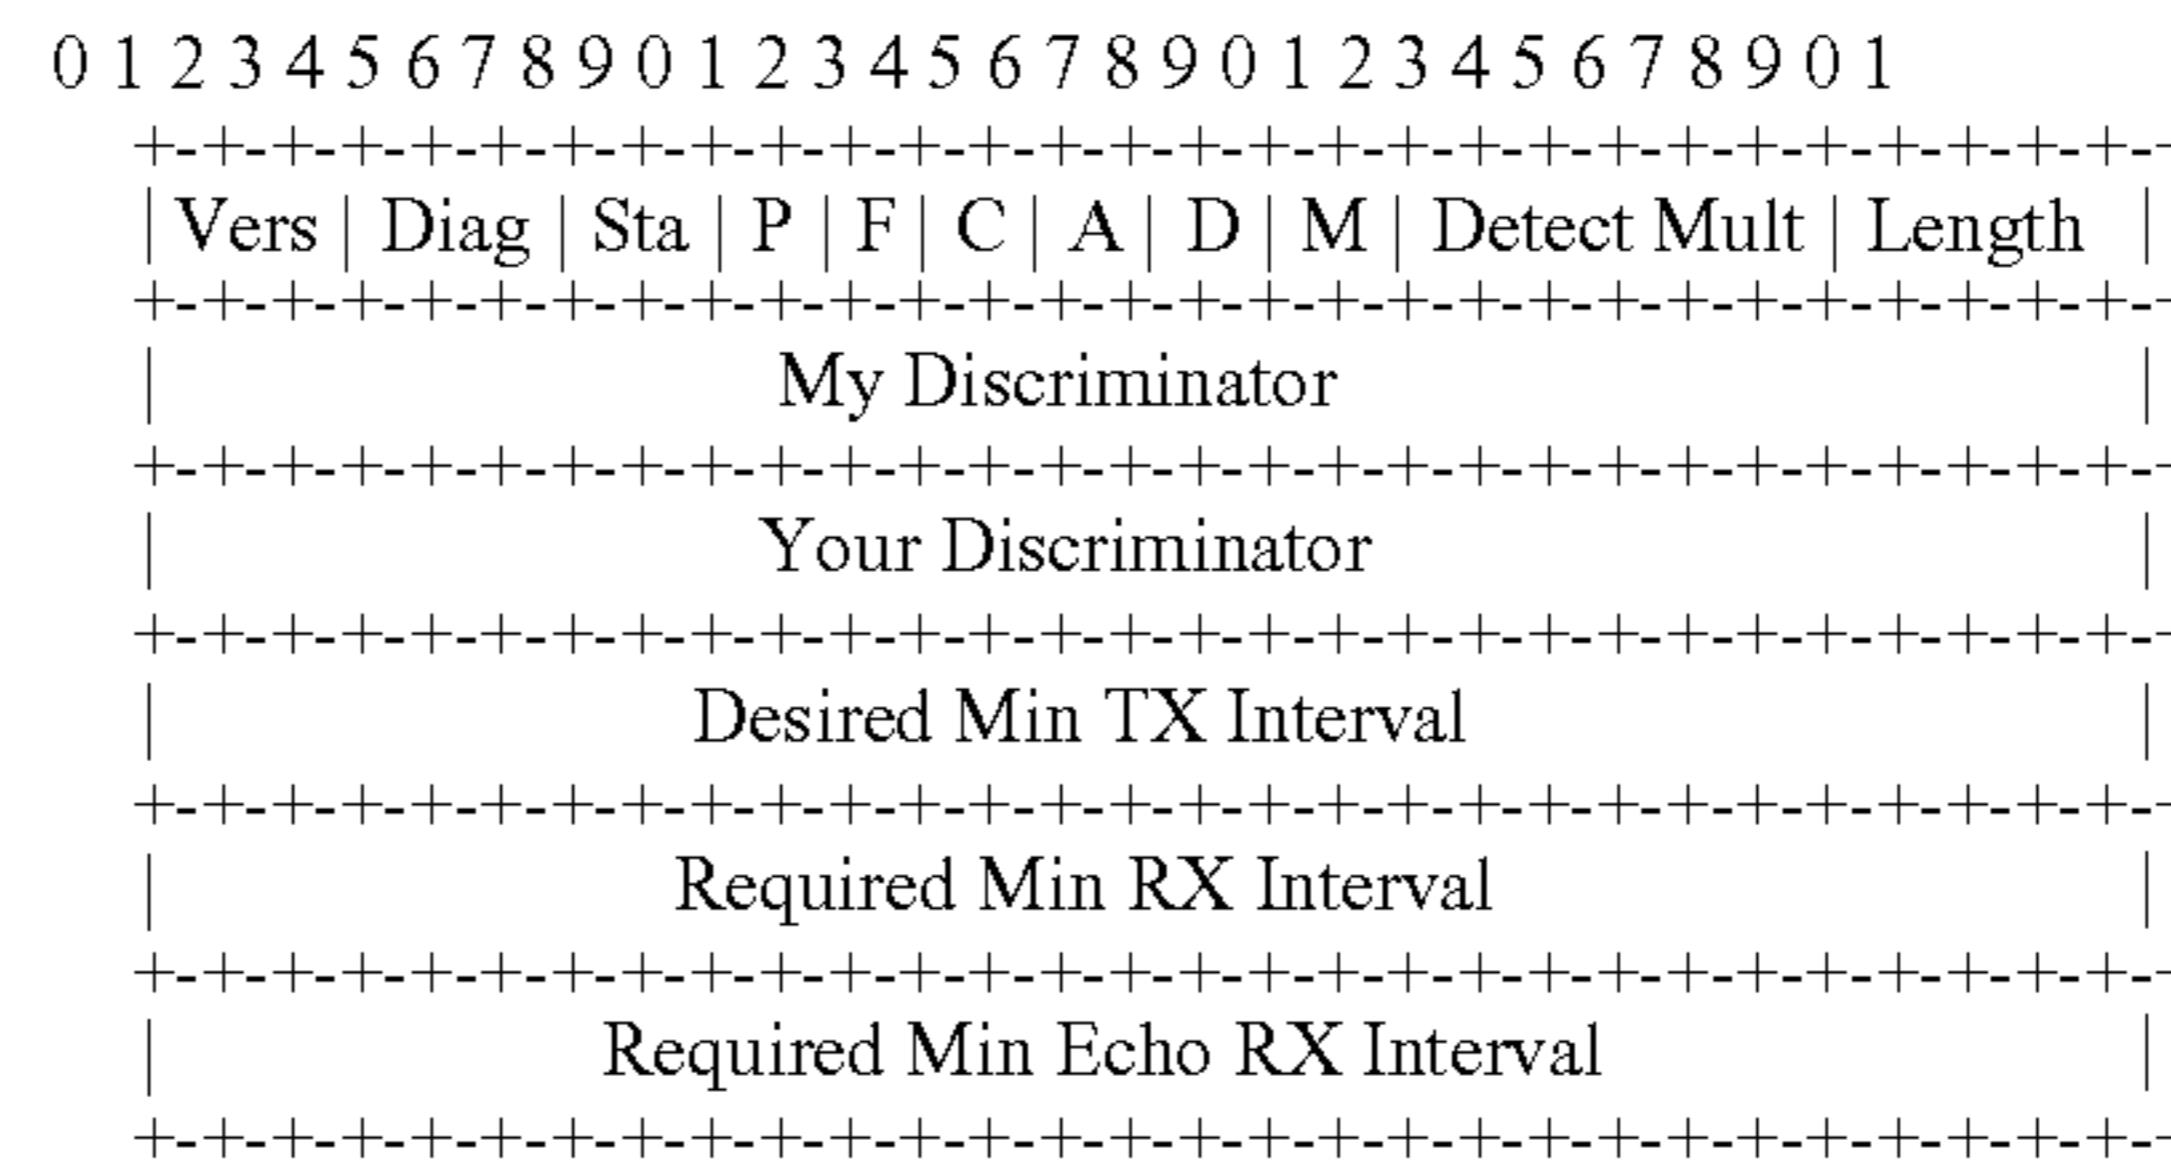 0 1 2 3 4 5 6 7 8 9 0 1 2 3 4 5 6 7 8 9 0 1 2 3 4 5 6 7 8 9 0 1
+-+-+-+-+-+-+-+-+-+-+-+-+-+-+-+-+-+-+-+-+-+-+-+-+-+-+-+-+-+-
| Vers | Diag | Sta | P | F | C | A | D | M | Detect Mult | Length |
+-+-+-+-+-+-+-+-+-+-+-+-+-+-+-+-+-+-+-+-+-+-+-+-+-+-+-+-+-+-
| My Discriminator |
+-+-+-+-+-+-+-+-+-+-+-+-+-+-+-+-+-+-+-+-+-+-+-+-+-+-+-+-+-+-
| Your Discriminator |
+-+-+-+-+-+-+-+-+-+-+-+-+-+-+-+-+-+-+-+-+-+-+-+-+-+-+-+-+-+-
| Desired Min TX Interval |
+-+-+-+-+-+-+-+-+-+-+-+-+-+-+-+-+-+-+-+-+-+-+-+-+-+-+-+-+-+-
| Required Min RX Interval |
+-+-+-+-+-+-+-+-+-+-+-+-+-+-+-+-+-+-+-+-+-+-+-+-+-+-+-+-+-+-
| Required Min Echo RX Interval |
+-+-+-+-+-+-+-+-+-+-+-+-+-+-+-+-+-+-+-+-+-+-+-+-+-+-+-+-+-+-